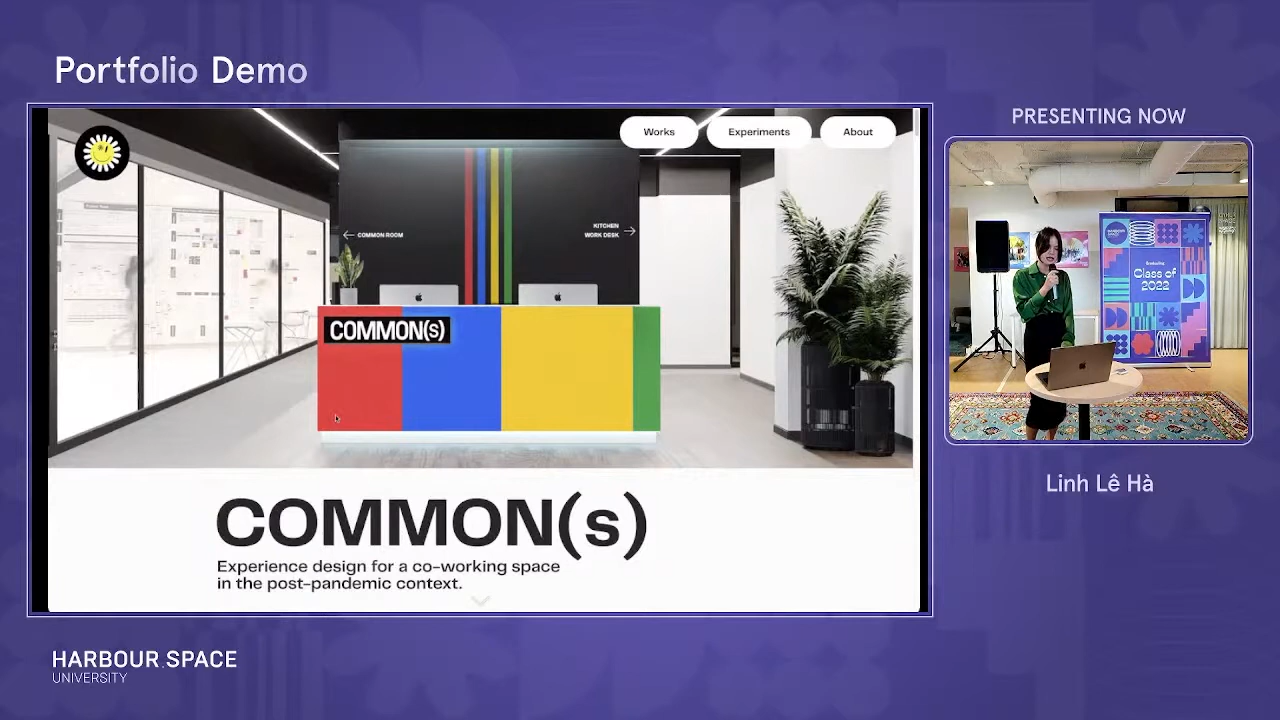 Portfolio Demo
PRESENTING NOW
Works
Experiments
About
COMMON ROOM
KITCHEN
WORK DESK
COMMON(s)
Class of
2022
COMMON(s)
Experience design for a co-working space
in the post-pandemic context.
Linh Lê Hà
HARBOUR.SPACE
UNIVERSITY